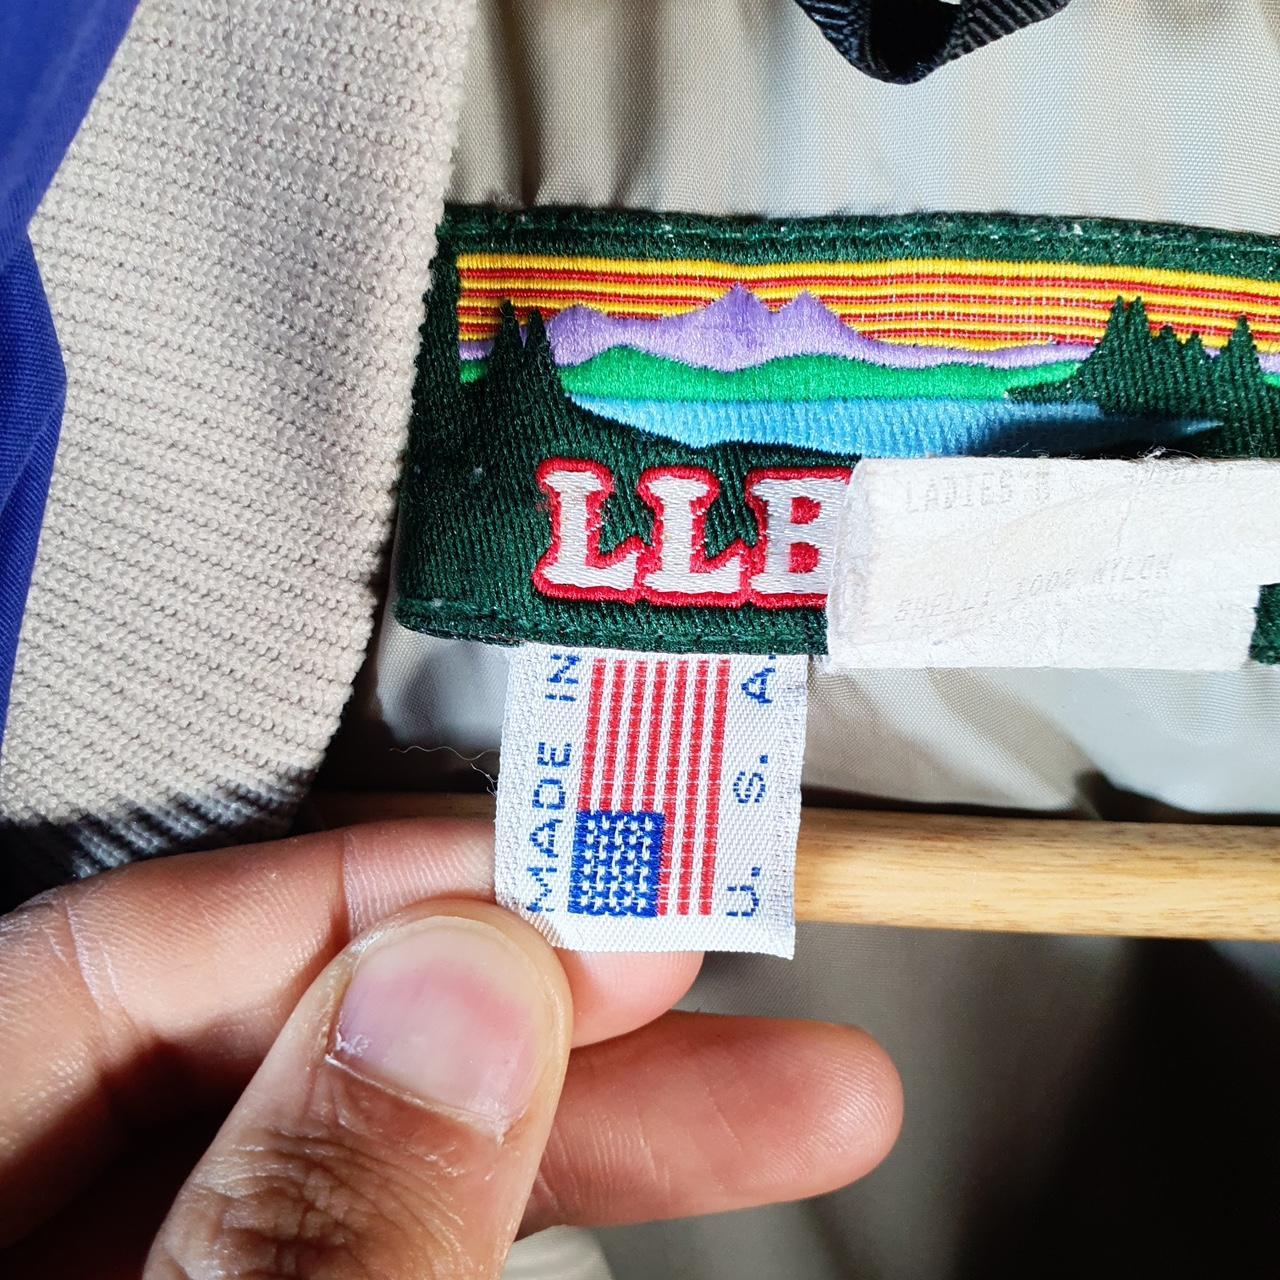 LLB
LADIES
SHELL: 100% NYLON
MADE IN
U. S. A.